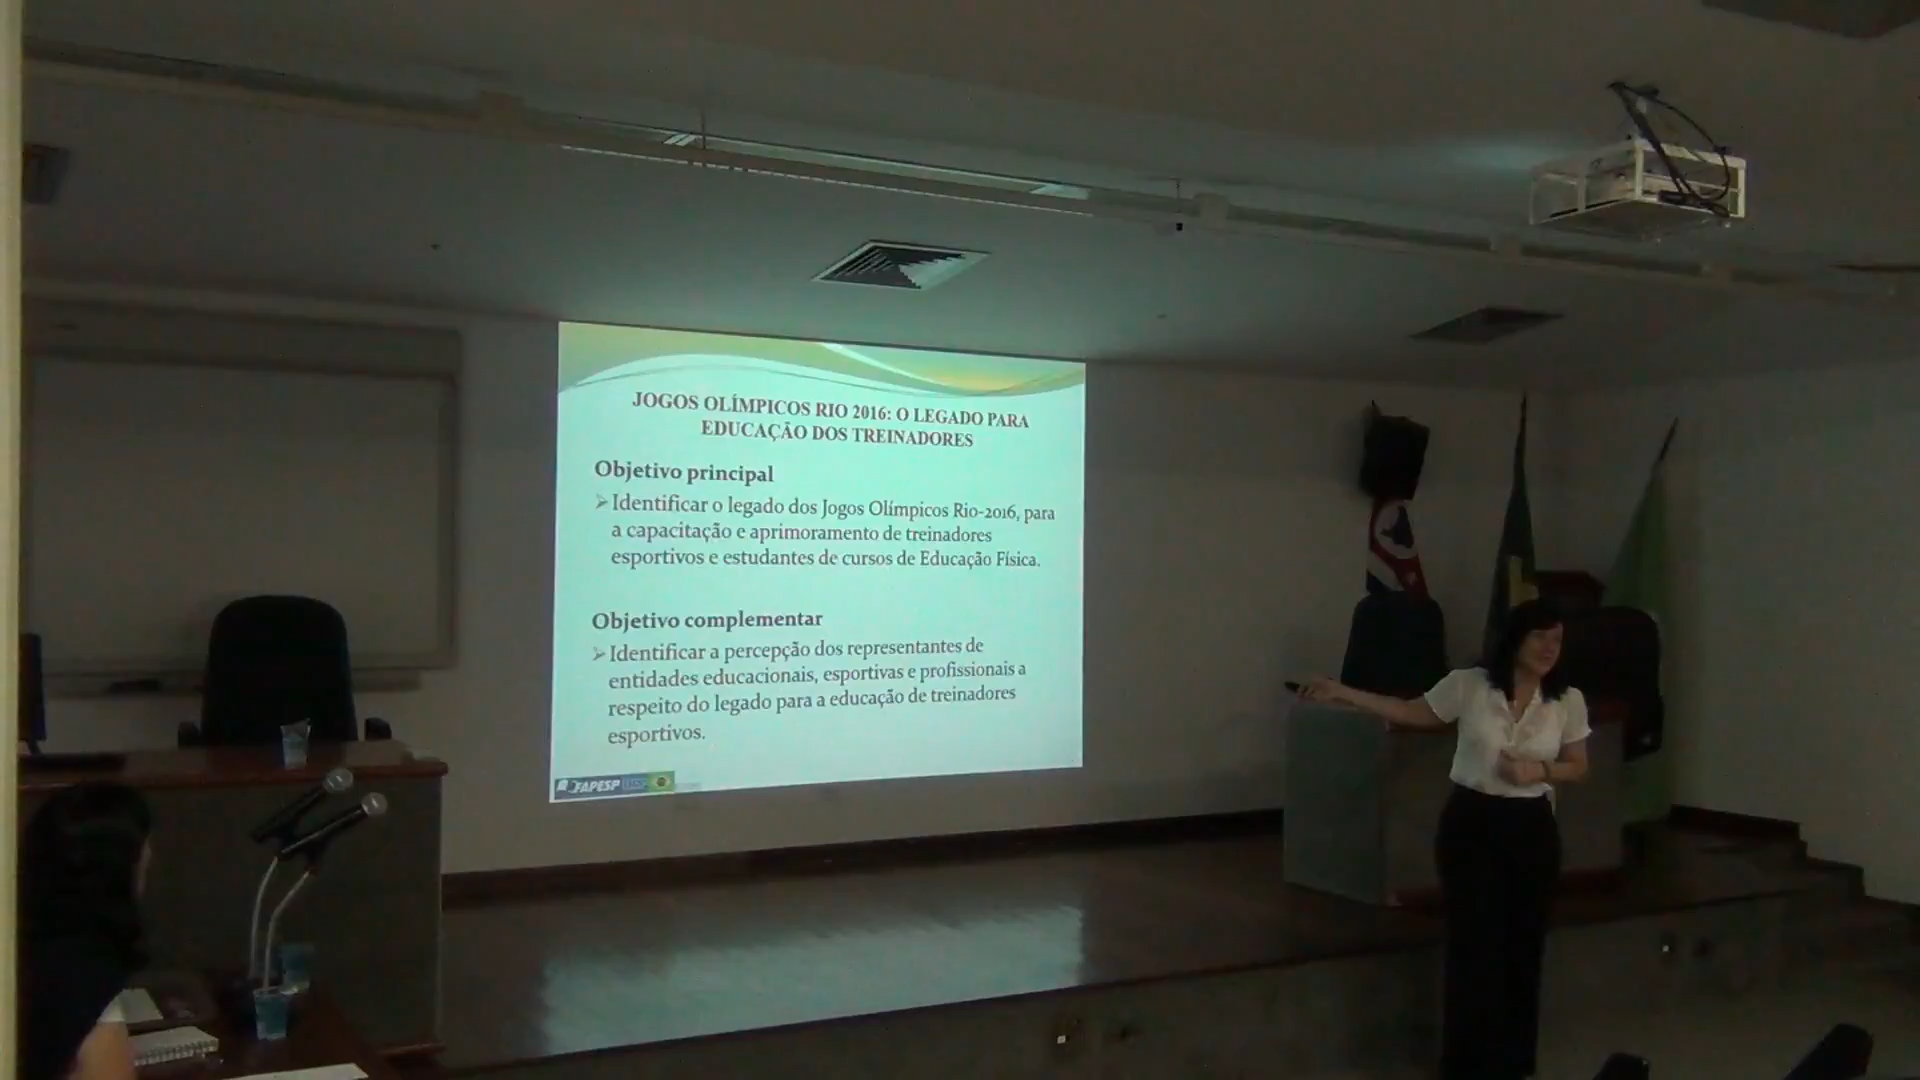 JOGOS OLÍMPICOS RIO 2016: O LEGADO PARA
EDUCAÇÃO DOS TREINADORES
Objetivo principal
➢ Identificar o legado dos Jogos Olímpicos Rio-2016, para
a capacitação e aprimoramento de treinadores
esportivos e estudantes de cursos de Educação Física.
Objetivo complementar
➢ Identificar a percepção dos representantes de
entidades educacionais, esportivas e profissionais a
respeito do legado para a educação de treinadores
esportivos.
FAPESP